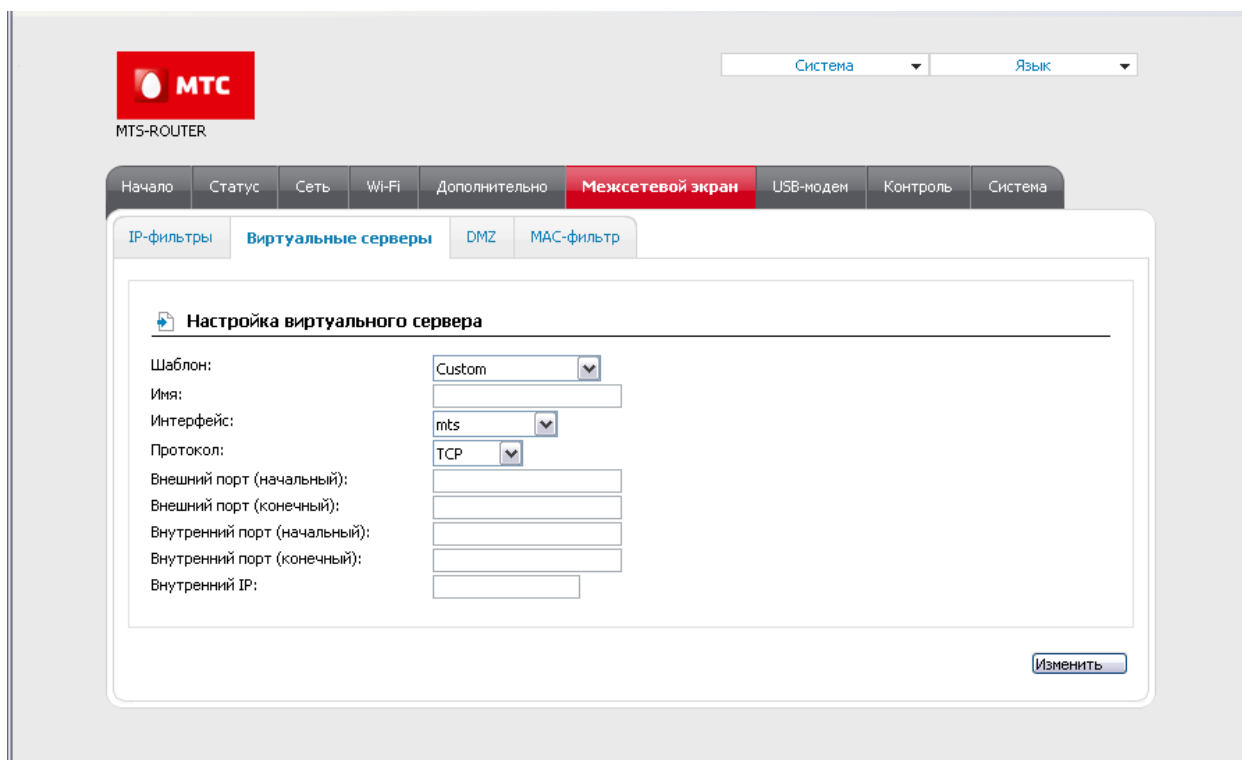 Система Язык
МТС
MTS-ROUTER
Начало Статус Сеть Wi-Fi Дополнительно Межсетевой экран USB-модем Контроль Система
IP-фильтры Виртуальные серверы DMZ MAC-фильтр
Настройка виртуального сервера
Шаблон: Custom
Имя:
Интерфейс: mts
Протокол: TCP
Внешний порт (начальный):
Внешний порт (конечный):
Внутренний порт (начальный):
Внутренний порт (конечный):
Внутренний IP:
Изменить